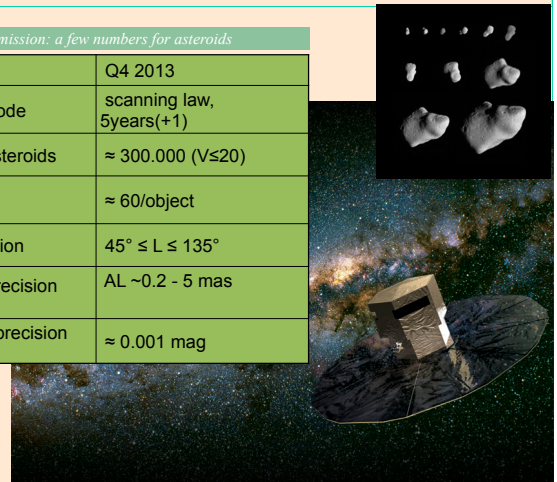 mission: a few numbers for asteroids
Q4 2013
ode
scanning law,
5years(+1)
steroids
≈ 300.000 (V≤20)
≈ 60/object
ion
45° ≤ L ≤ 135°
recision
AL ~0.2 - 5 mas
precision
≈ 0.001 mag